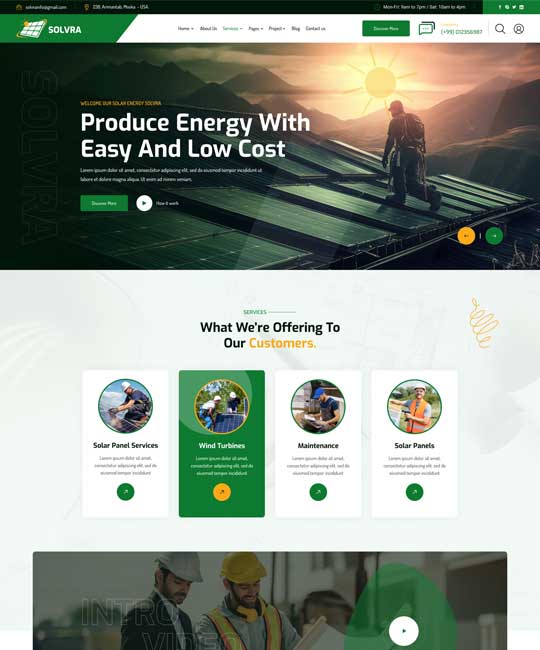 solrvainfo@gmail.com
238, Arimantab, Moska - USA.
Mon-Fri: 9am to 7pm / Sat: 10am to 4pm
SOLVRA
Home
About Us
Services
Pages
Project
Blog
Contact us
Discover More
(+99) 012356987
SOLVRA
WELCOME OUR SOLAR ENERGY SOLVRA
Produce Energy With
Easy And Low Cost
Lorem ipsum dolor sit amet, consectetur adipiscing elit, sed do eiusmod tempor incididunt ut
labore et dolore magna aliqua. Ut enim ad minim veniam.
Discover More
How it work
SERVICES
What We're Offering To
Our Customers.
Solar Panel Services
Lorem ipsum dolor sit amet,
consectetur adipiscing elit, sed do
eiusmod tempor incididunt
Wind Turbines
Lorem ipsum dolor sit amet,
consectetur adipiscing elit, sed do
eiusmod tempor incididunt
Maintenance
Lorem ipsum dolor sit amet,
consectetur adipiscing elit, sed do
eiusmod tempor incididunt
Solar Panels
Lorem ipsum dolor sit amet,
consectetur adipiscing elit, sed do
eiusmod tempor incididunt
INTRO
VIDEO